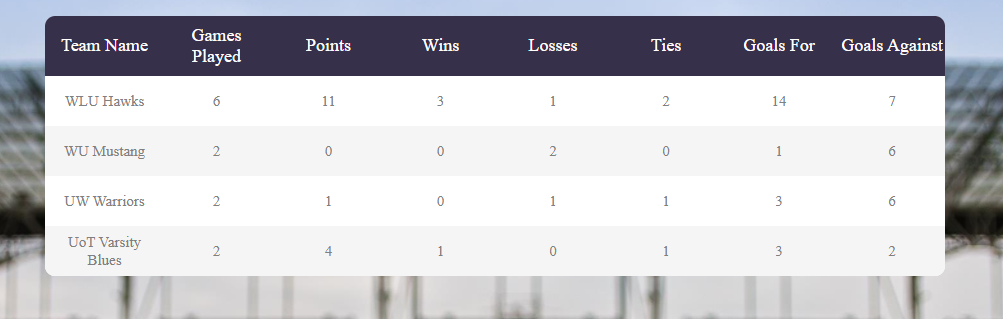 Team Name Games Played Points Wins Losses Ties Goals For Goals Against
WLU Hawks 6 11 3 1 2 14 7
WU Mustang 2 0 0 2 0 1 6
UW Warriors 2 1 0 1 1 3 6
UoT Varsity Blues 2 4 1 0 1 3 2